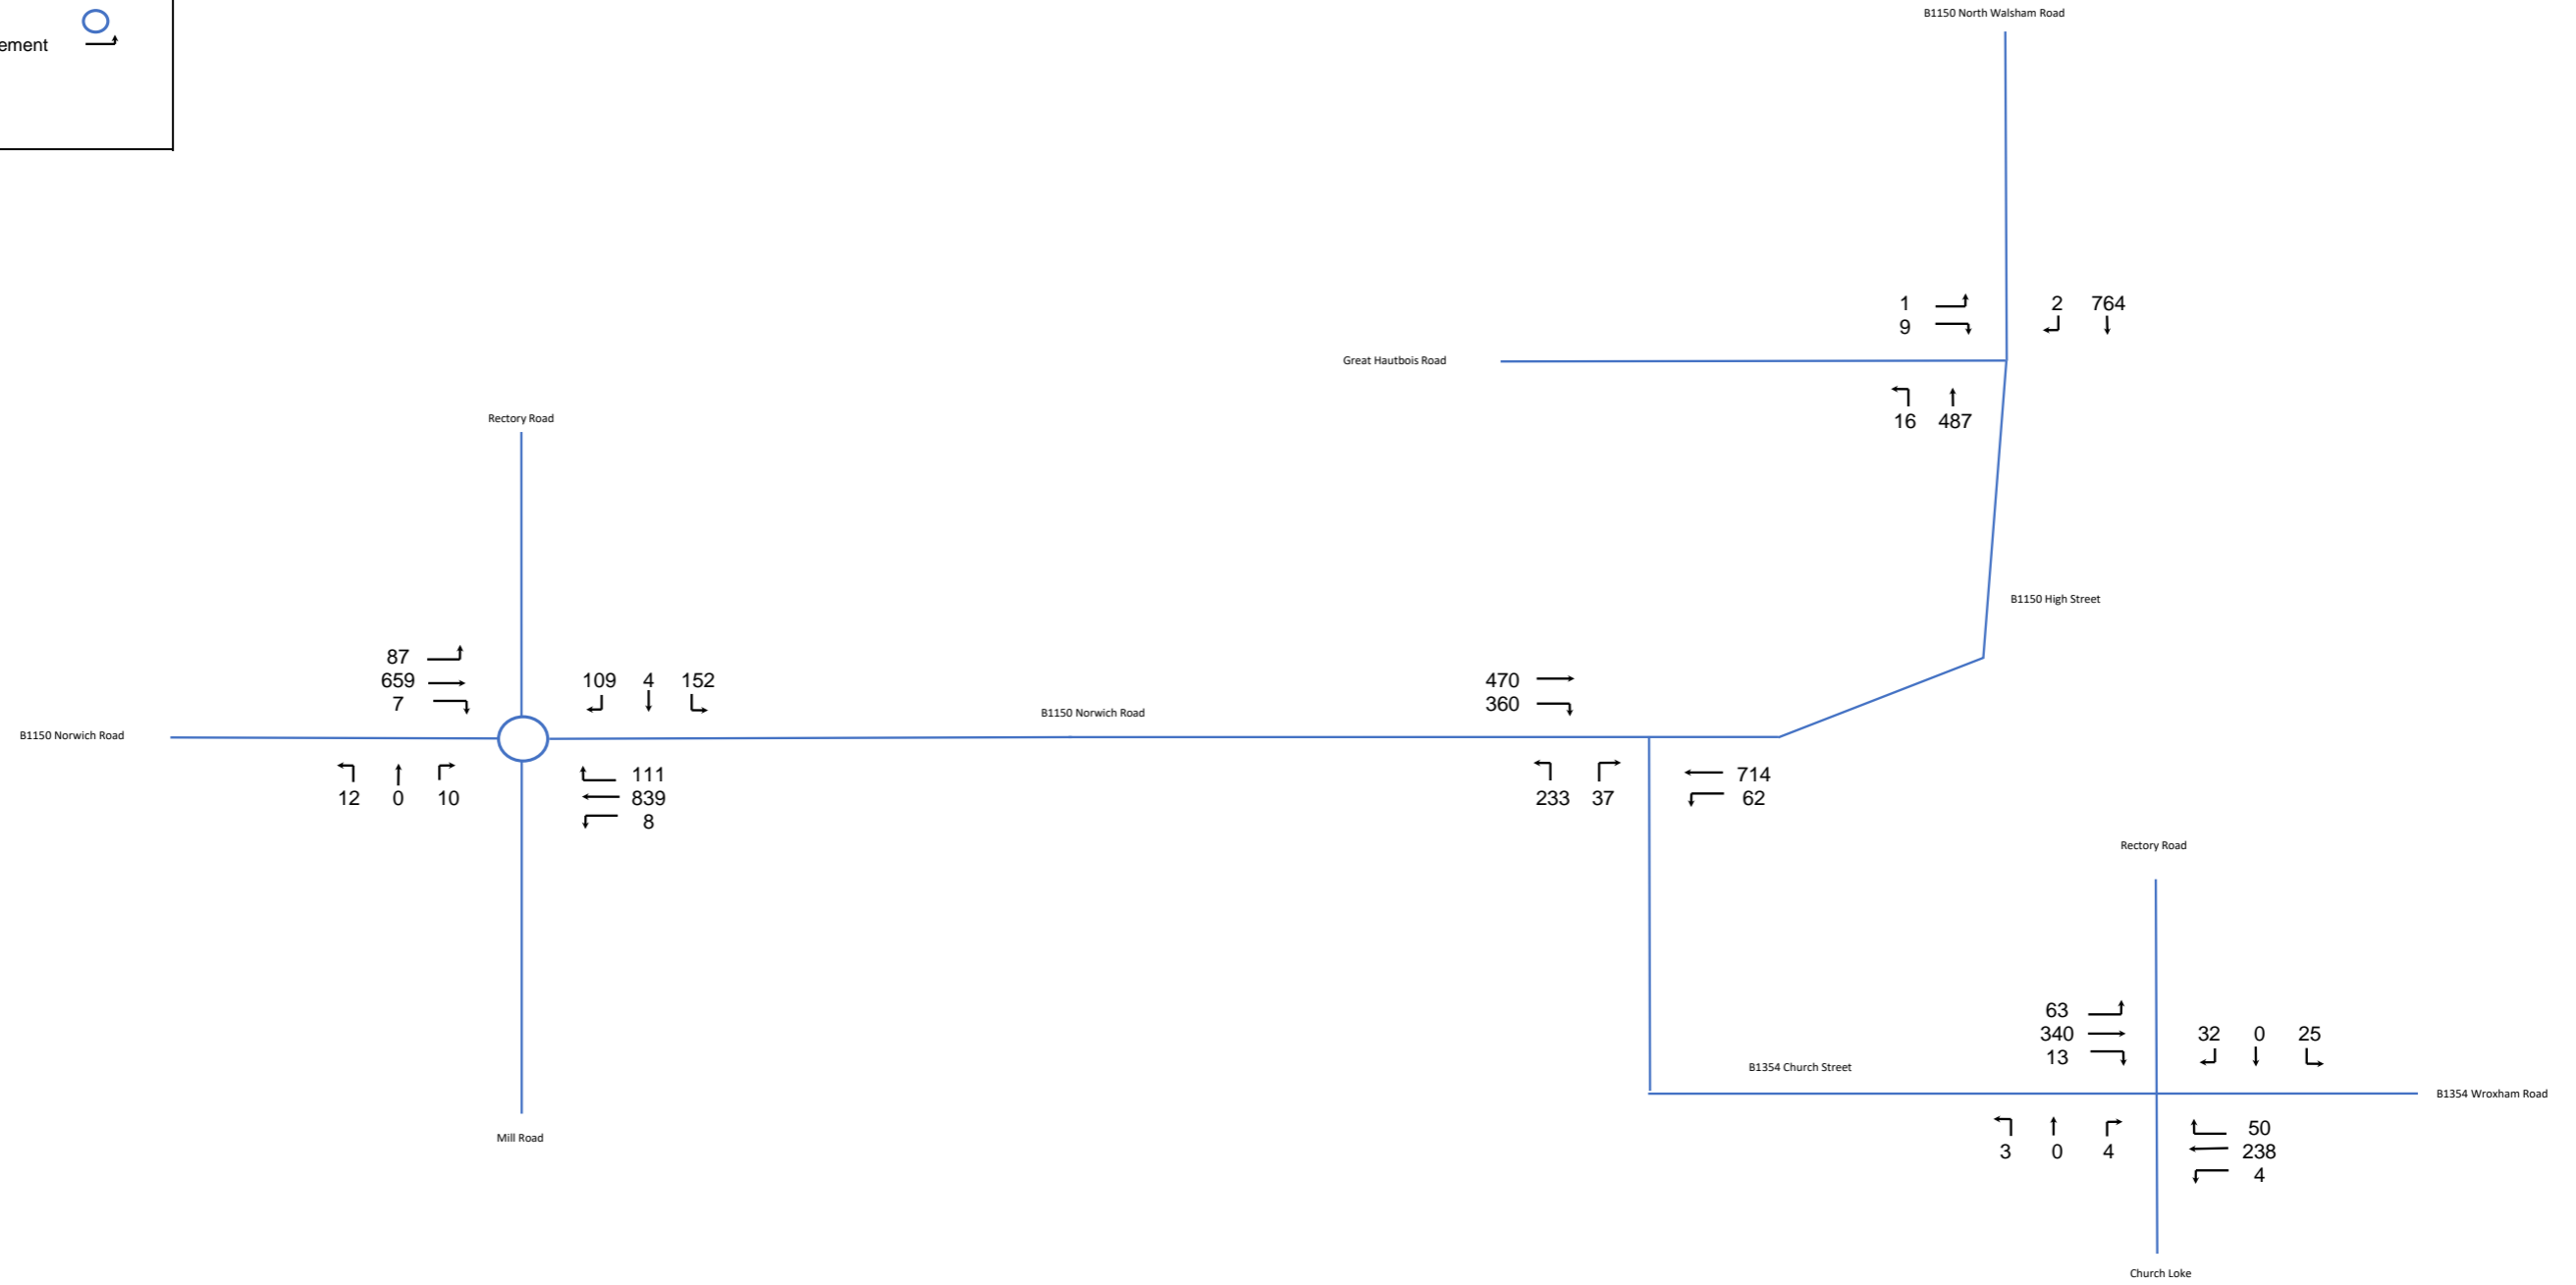 ement
B1150 North Walsham Road
1
9
2 764
Great Hautbois Road
16 487
Rectory Road
B1150 High Street
87
659
7
109 4 152
470
360
B1150 Norwich Road
B1150 Norwich Road
12 0 10
111
839
8
233 37
714
62
Rectory Road
63
340
13
32 0 25
B1354 Church Street
B1354 Wroxham Road
Mill Road
3 0 4
50
238
4
Church Loke